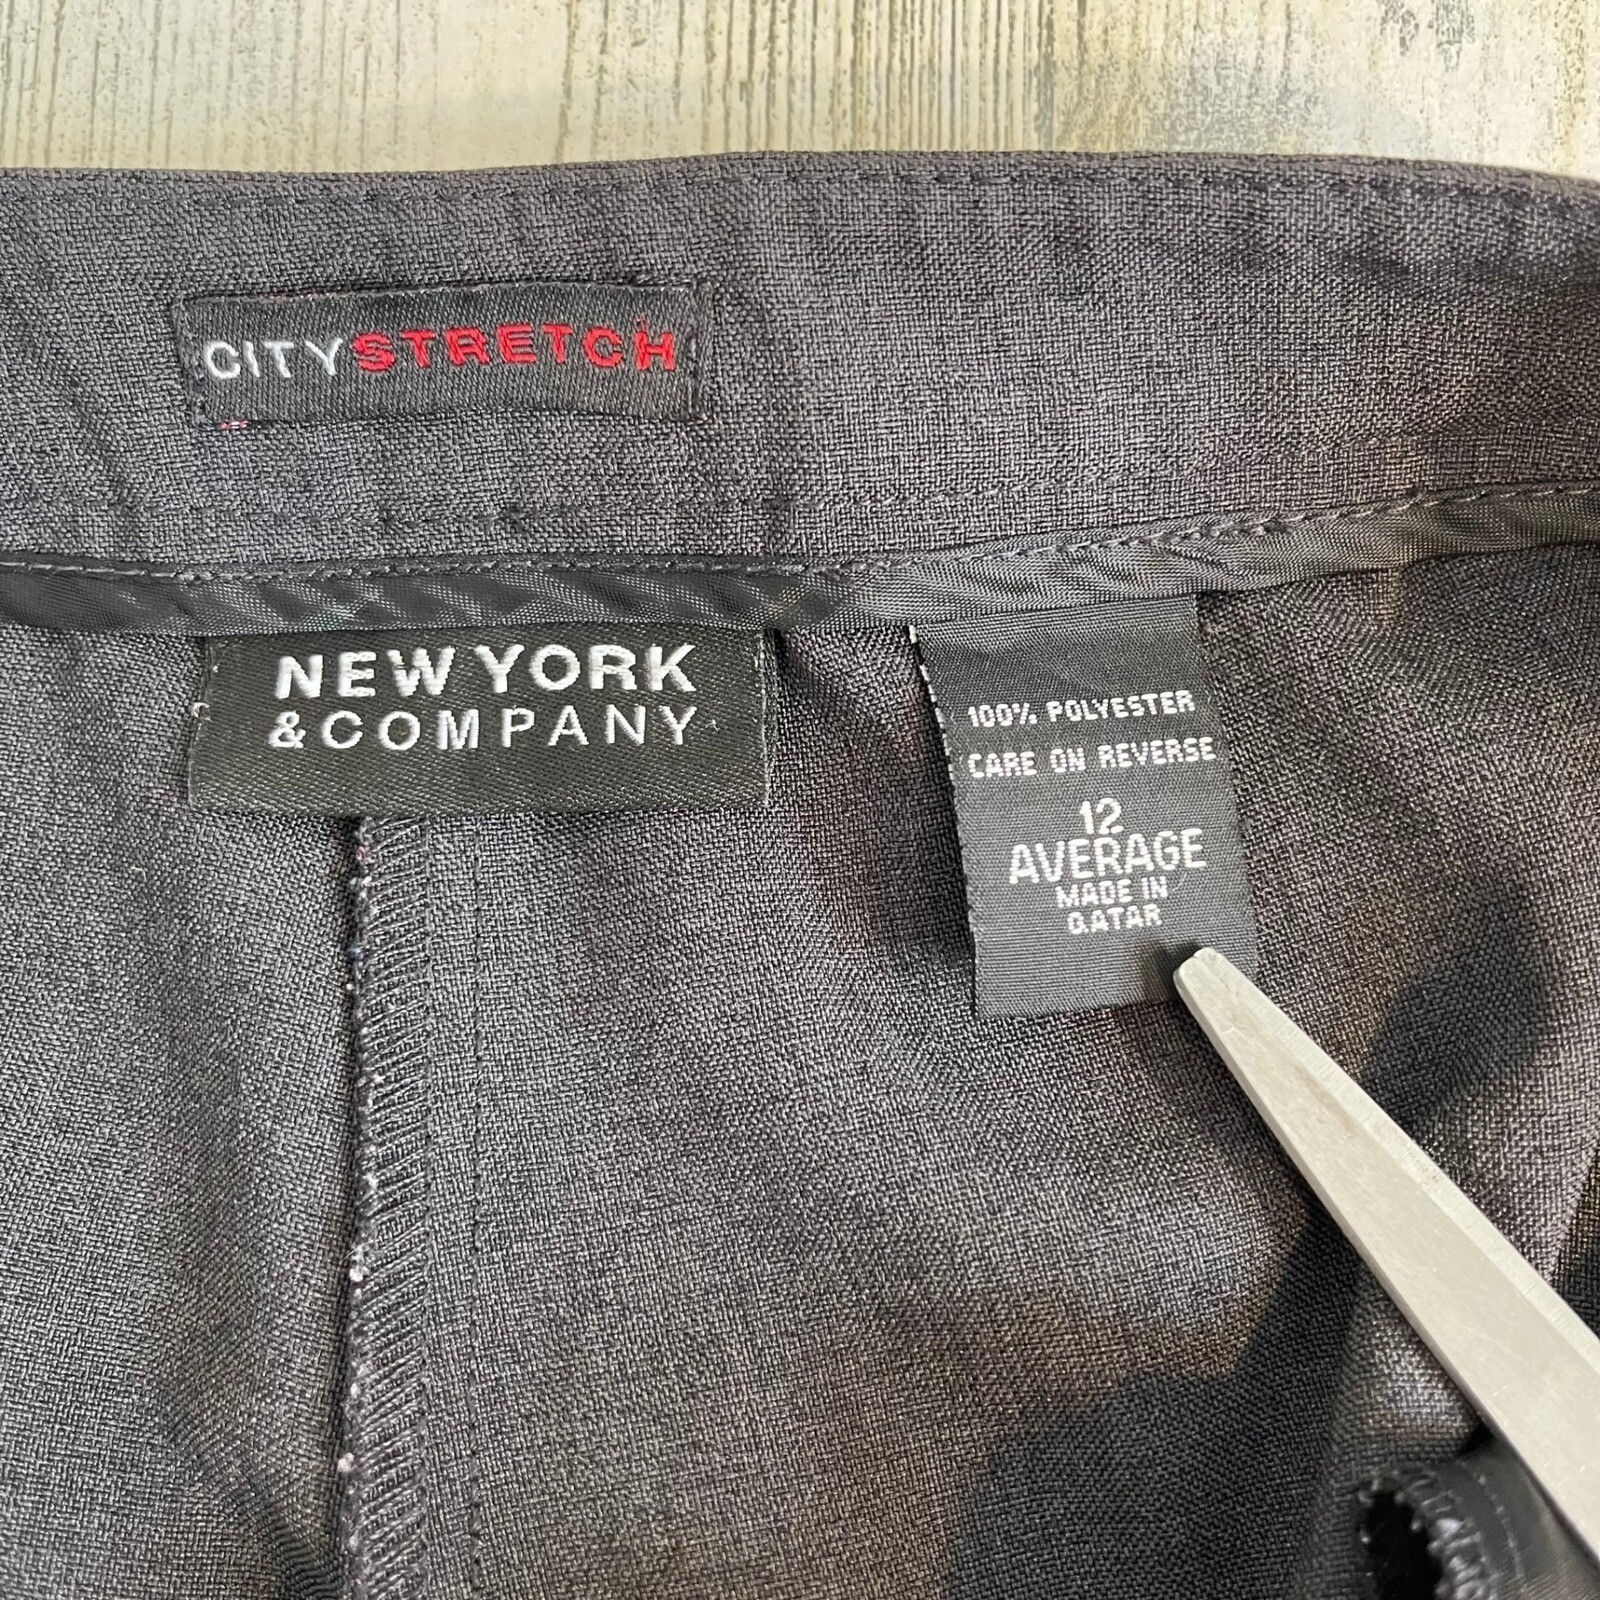 CITYSTRETCH
NEW YORK
&COMPANY
100% POLYESTER
CARE ON REVERSE
12
AVERAGE
MADE IN
QATAR